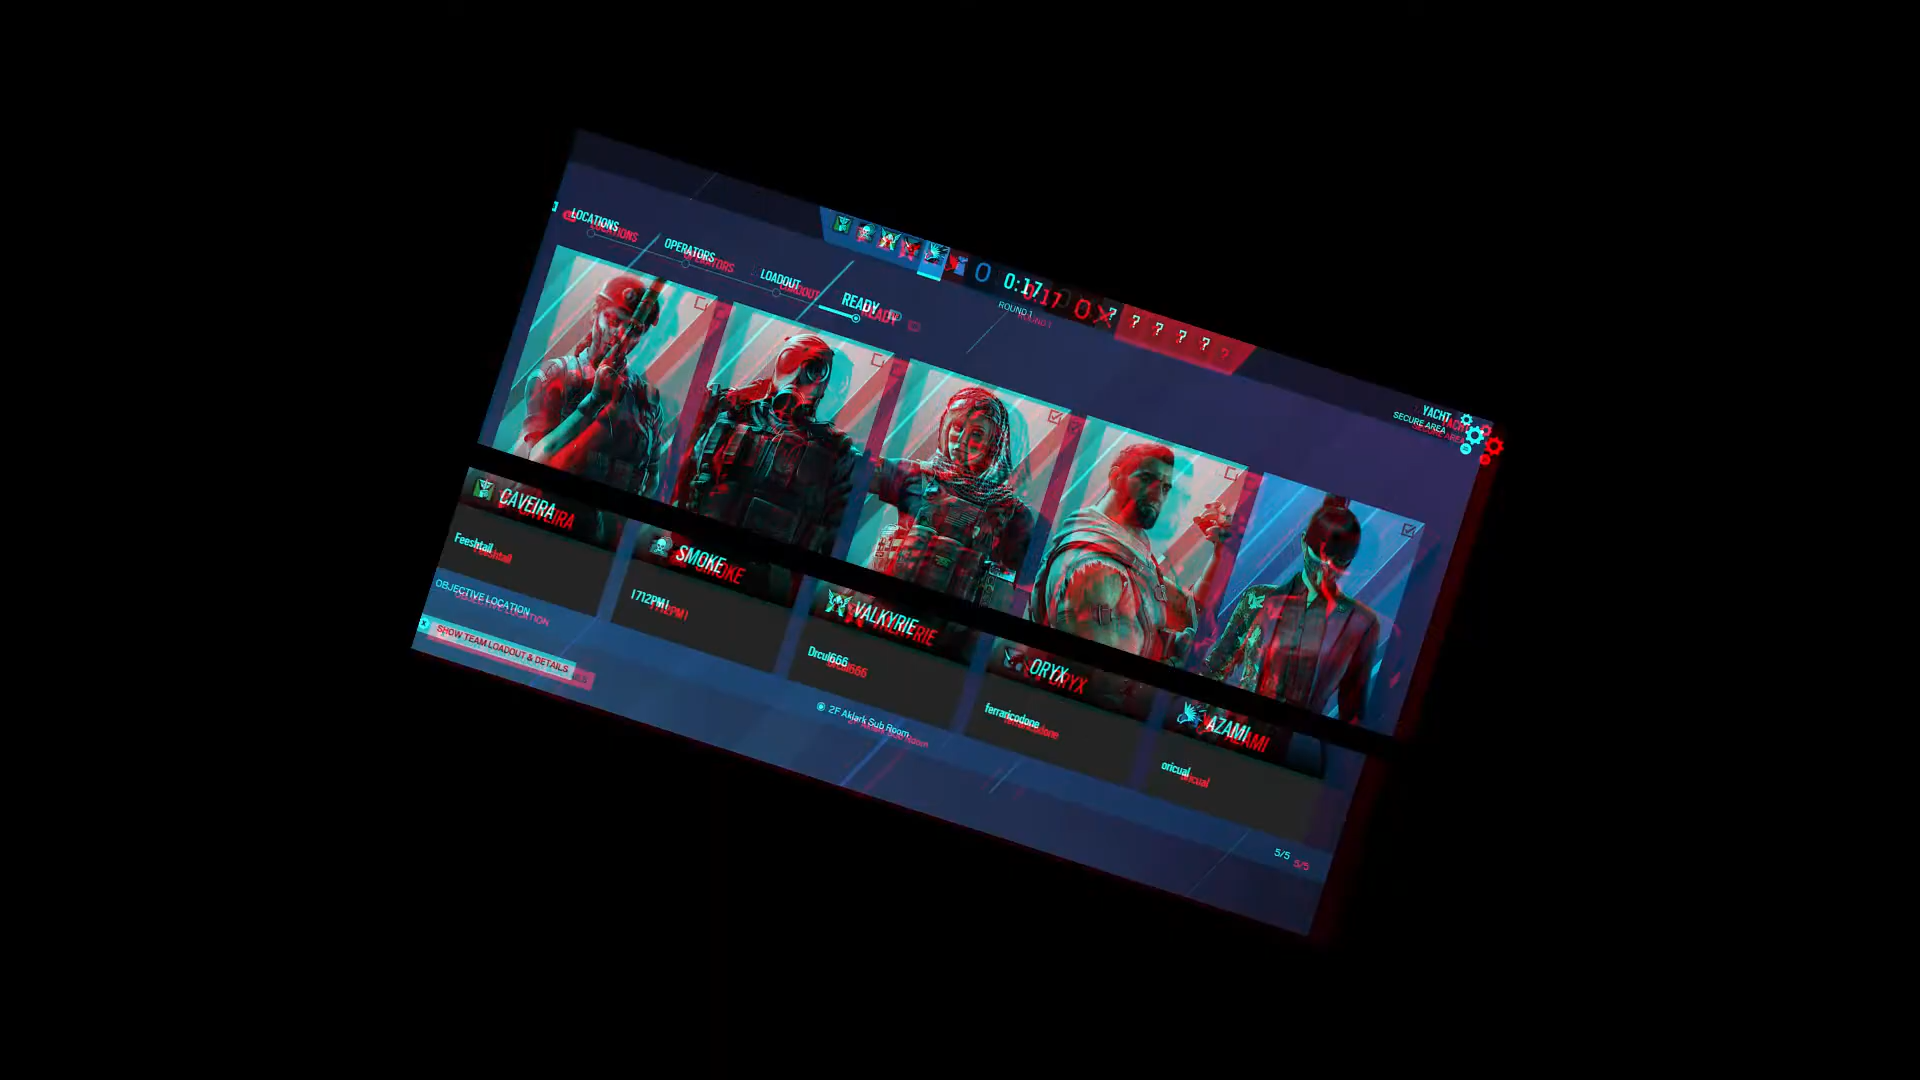 LOCATIONS
OPERATORS
LOADOUT
READY
0
0:17
0
ROUND 1
? ? ? ? ?
YACHT
SECURE AREA
CAVEIRA
SMOKE
VALKYRIE
ORYX
AZAMI
Feeshtail
1712PM1
Drcul666
ferraricodone
oricual
OBJECTIVE LOCATION
X SHOW TEAM LOADOUT & DETAILS
2F Aklark Sub Room
5/5